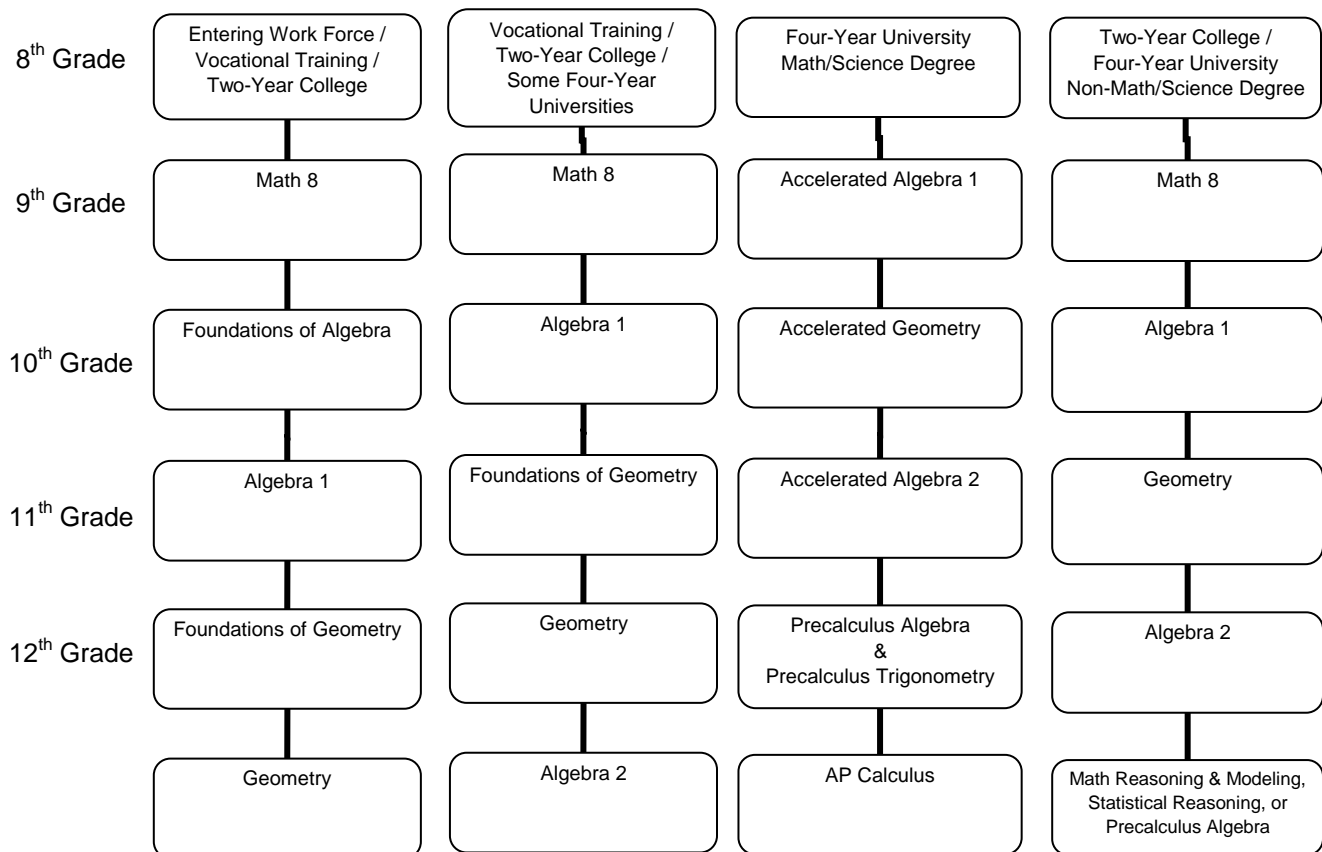 8th Grade
Entering Work Force /
Vocational Training /
Two-Year College
Vocational Training /
Two-Year College /
Some Four-Year
Universities
Four-Year University
Math/Science Degree
Two-Year College /
Four-Year University
Non-Math/Science Degree
9th Grade
Math 8
Math 8
Accelerated Algebra 1
Math 8
10th Grade
Foundations of Algebra
Algebra 1
Accelerated Geometry
Algebra 1
11th Grade
Algebra 1
Foundations of Geometry
Accelerated Algebra 2
Geometry
12th Grade
Foundations of Geometry
Geometry
Precalculus Algebra
&
Precalculus Trigonometry
Algebra 2
Geometry
Algebra 2
AP Calculus
Math Reasoning & Modeling,
Statistical Reasoning, or
Precalculus Algebra